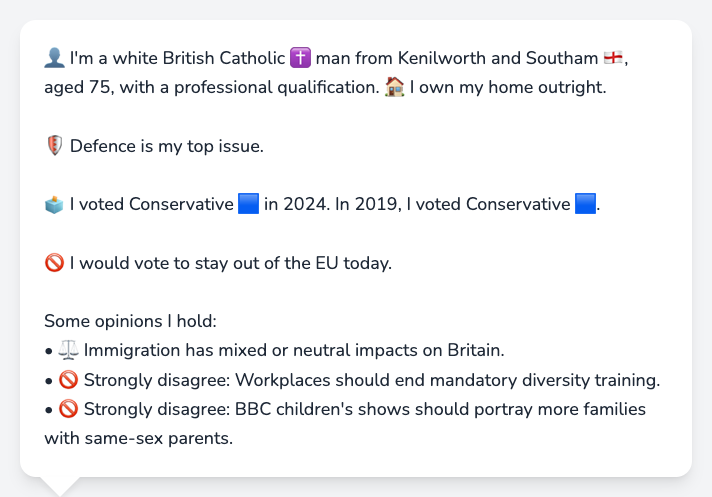 👤 I'm a white British Catholic ✝️ man from Kenilworth and Southam 🏴󠁧󠁢󠁥󠁮󠁧󠁿,
aged 75, with a professional qualification. 🏠 I own my home outright.
🛡️ Defence is my top issue.
🗳️ I voted Conservative 🟦 in 2024. In 2019, I voted Conservative 🟦.
🚫 I would vote to stay out of the EU today.
Some opinions I hold:
• ⚖️ Immigration has mixed or neutral impacts on Britain.
• 🚫 Strongly disagree: Workplaces should end mandatory diversity training.
• 🚫 Strongly disagree: BBC children's shows should portray more families
with same-sex parents.